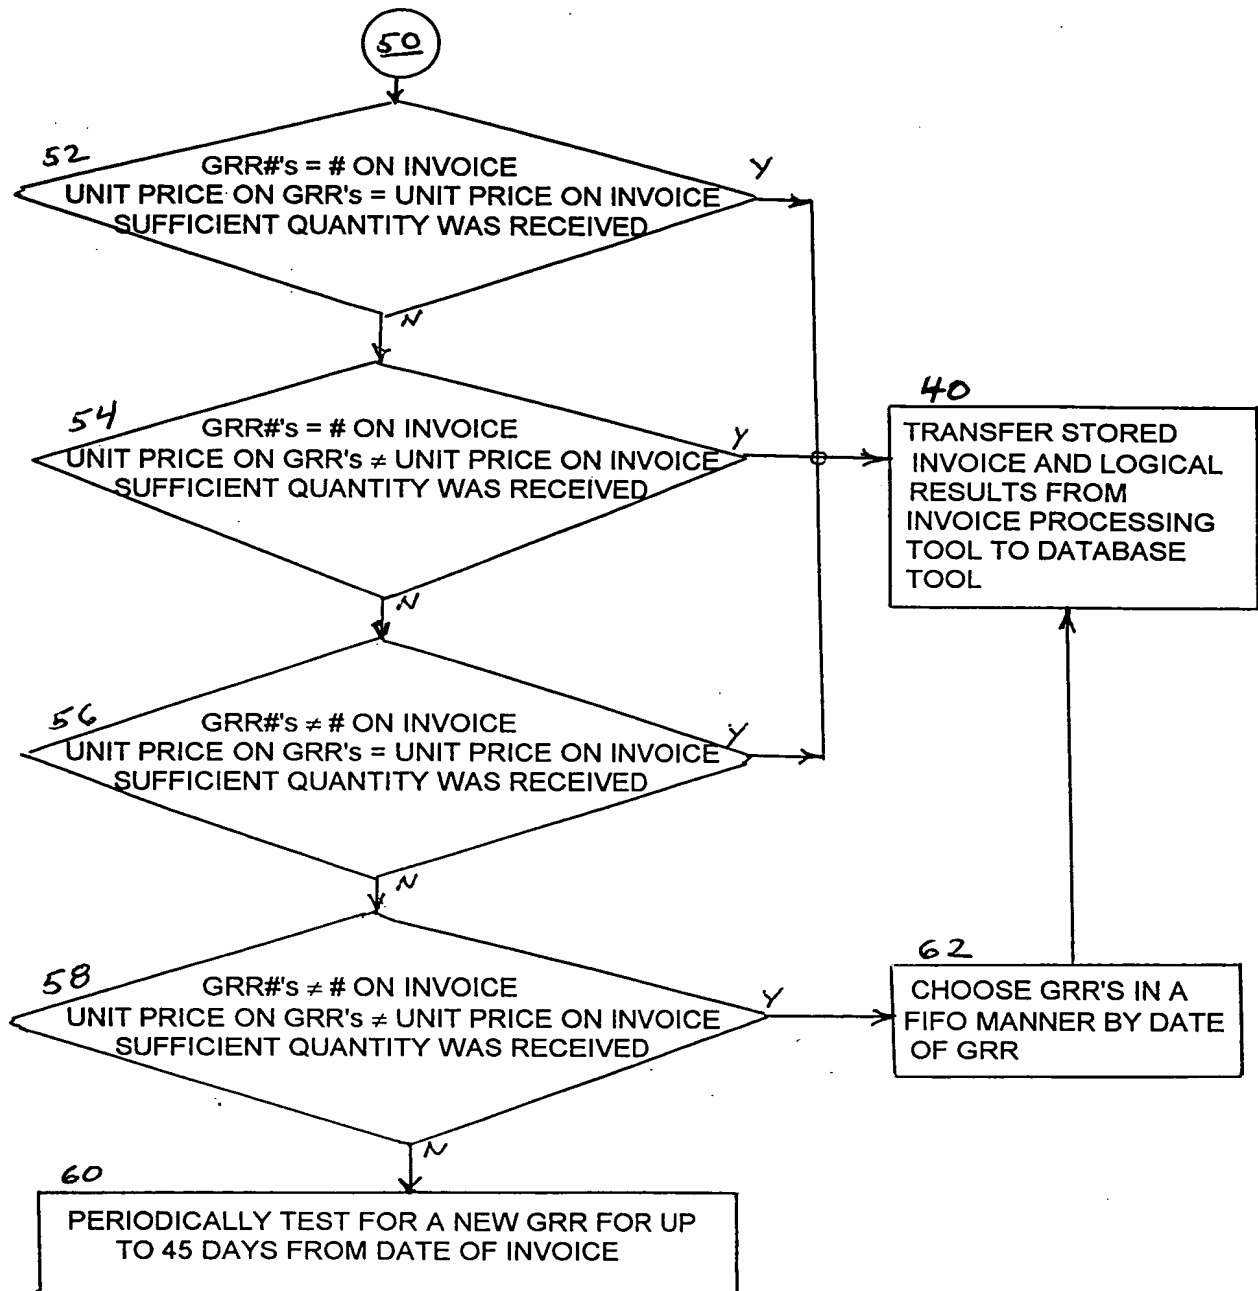 50
52
GRR#'s = # ON INVOICE
UNIT PRICE ON GRR's = UNIT PRICE ON INVOICE
SUFFICIENT QUANTITY WAS RECEIVED
Y
N
54
GRR#'s = # ON INVOICE
UNIT PRICE ON GRR's ≠ UNIT PRICE ON INVOICE
SUFFICIENT QUANTITY WAS RECEIVED
Y
N
40
TRANSFER STORED
INVOICE AND LOGICAL
RESULTS FROM
INVOICE PROCESSING
TOOL TO DATABASE
TOOL
56
GRR#'s ≠ # ON INVOICE
UNIT PRICE ON GRR's = UNIT PRICE ON INVOICE
SUFFICIENT QUANTITY WAS RECEIVED
Y
N
58
GRR#'s ≠ # ON INVOICE
UNIT PRICE ON GRR's ≠ UNIT PRICE ON INVOICE
SUFFICIENT QUANTITY WAS RECEIVED
Y
N
62
CHOOSE GRR'S IN A
FIFO MANNER BY DATE
OF GRR
60
PERIODICALLY TEST FOR A NEW GRR FOR UP
TO 45 DAYS FROM DATE OF INVOICE